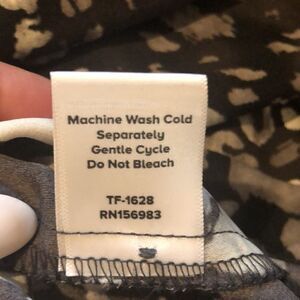 Machine Wash Cold
Separately
Gentle Cycle
Do Not Bleach
TF-1628
RN156983